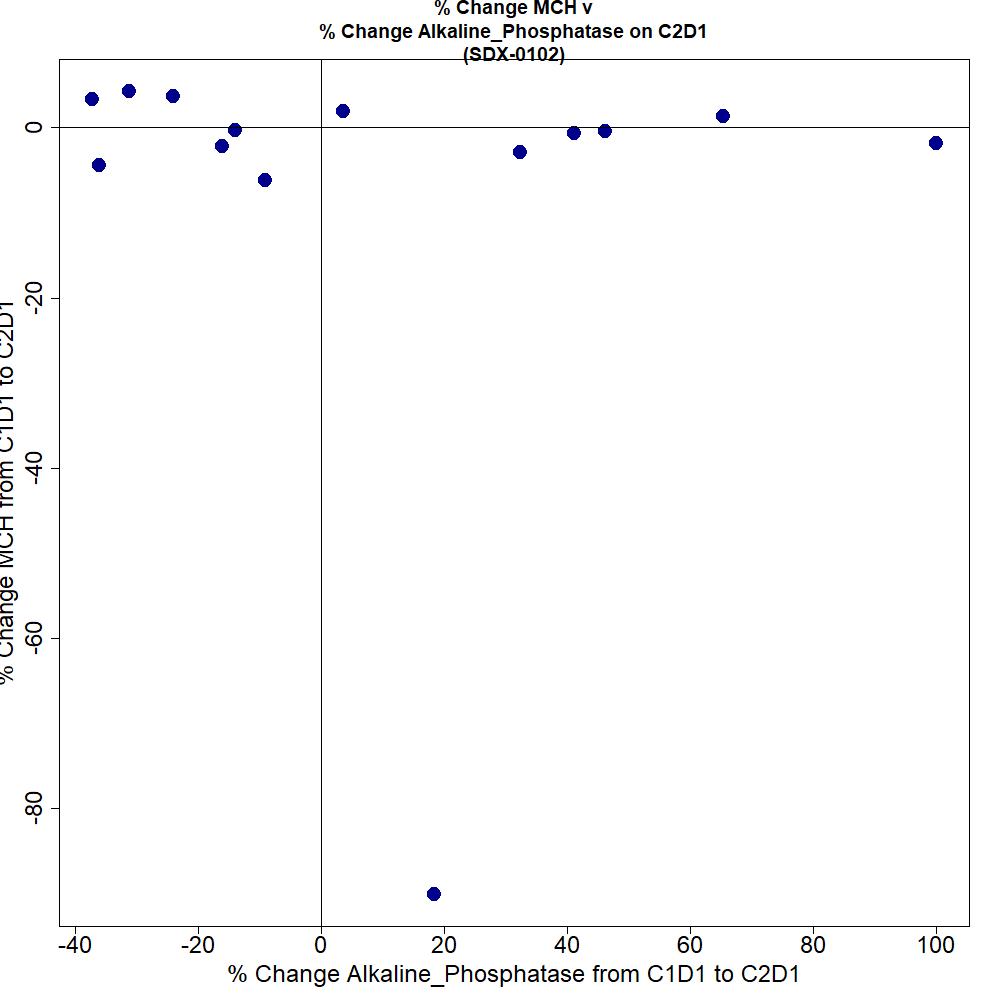 % Change MCH v
% Change Alkaline_Phosphatase on C2D1
(SDX-0102)
% Change MCH from C1D1 to C2D1
0
-20
-40
-60
-80
-40
-20
0
20
40
60
80
100
% Change Alkaline_Phosphatase from C1D1 to C2D1